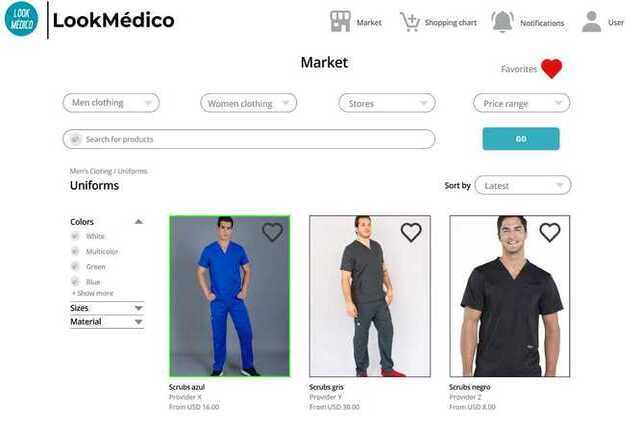 LOOK
MÉDICO
LookMédico
Market
Shopping chart
Notifications
User
Market
Favorites
Men clothing
Women clothing
Stores
Price range
Search for products
GO
Men's Cloting / Uniforms
Uniforms
Sort by
Latest
Colors
White
Multicolor
Green
Blue
+ Show more
Sizes
Material
Scrubs azul
Provider X
From USD 16.00
Scrubs gris
Provider Y
From USD 30.00
Scrubs negro
Provider Z
From USD 8.00